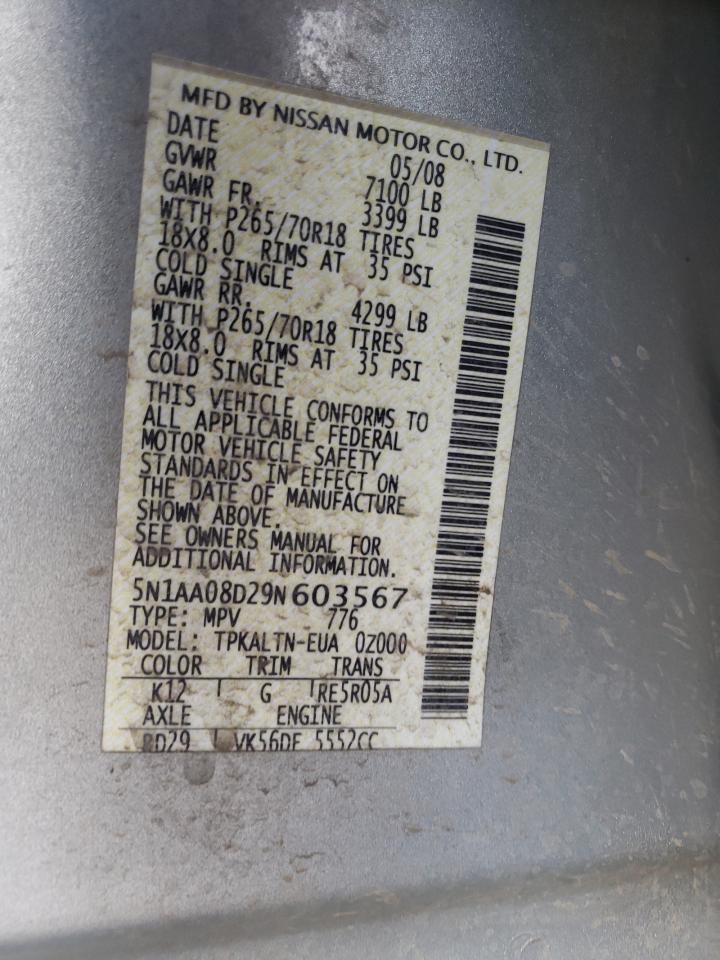 MFD BY NISSAN MOTOR CO., LTD.
DATE 05/08
GVWR 7100 LB
GAWR FR. 3399 LB
WITH P265/70R18 TIRES
18X8.0 RIMS AT 35 PSI
COLD SINGLE
GAWR RR. 4299 LB
WITH P265/70R18 TIRES
18X8.0 RIMS AT 35 PSI
COLD SINGLE
THIS VEHICLE CONFORMS TO
ALL APPLICABLE FEDERAL
MOTOR VEHICLE SAFETY
STANDARDS IN EFFECT ON
THE DATE OF MANUFACTURE
SHOWN ABOVE.
SEE OWNERS MANUAL FOR
ADDITIONAL INFORMATION.
5N1AA08D29N603567
TYPE: MPV 776
MODEL: TPKALTN-EUA 0Z000
COLOR TRIM TRANS
K12 G RE5R05A
AXLE ENGINE
RD29 VK56DE 5552CC